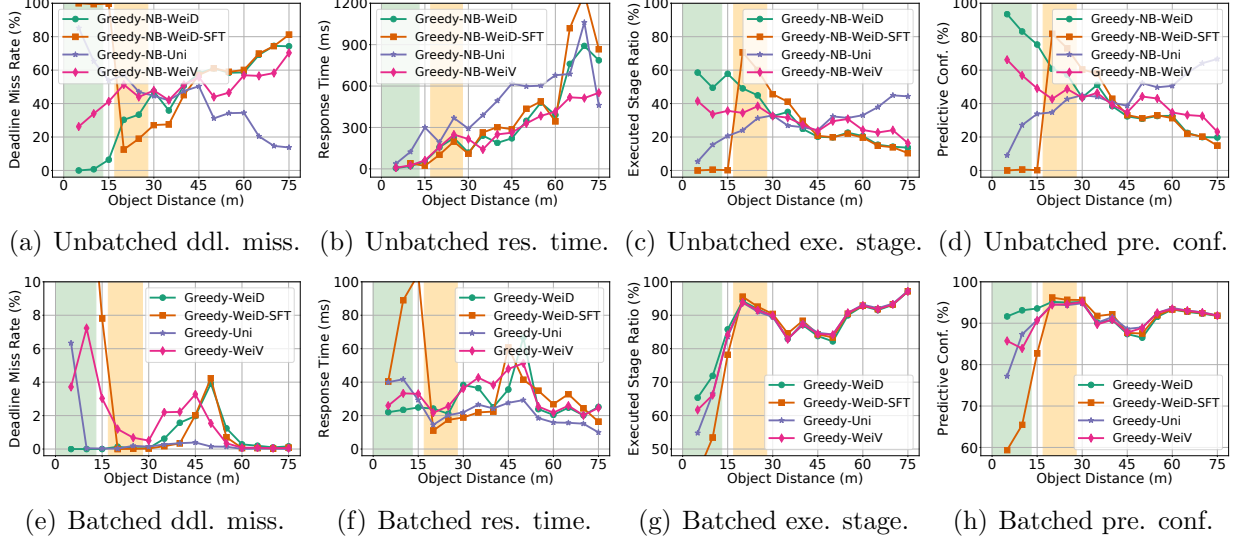 Deadline Miss Rate (%)
100
80
60
40
20
0
0 15 30 45 60 75
Object Distance (m)
Greedy-NB-WeiD
Greedy-NB-WeiD-SFT
Greedy-NB-Uni
Greedy-NB-WeiV
Response Time (ms)
1200
900
600
300
0
0 15 30 45 60 75
Object Distance (m)
Greedy-NB-WeiD
Greedy-NB-WeiD-SFT
Greedy-NB-Uni
Greedy-NB-WeiV
Executed Stage Ratio (%)
100
80
60
40
20
0
0 15 30 45 60 75
Object Distance (m)
Greedy-NB-WeiD
Greedy-NB-WeiD-SFT
Greedy-NB-Uni
Greedy-NB-WeiV
Predictive Conf. (%)
100
80
60
40
20
0
0 15 30 45 60 75
Object Distance (m)
Greedy-NB-WeiD
Greedy-NB-WeiD-SFT
Greedy-NB-Uni
Greedy-NB-WeiV
(a) Unbatched ddl. miss. (b) Unbatched res. time. (c) Unbatched exe. stage. (d) Unbatched pre. conf.
Deadline Miss Rate (%)
10
8
6
4
2
0
0 15 30 45 60 75
Object Distance (m)
Greedy-WeiD
Greedy-WeiD-SFT
Greedy-Uni
Greedy-WeiV
Response Time (ms)
100
80
60
40
20
0
0 15 30 45 60 75
Object Distance (m)
Greedy-WeiD
Greedy-WeiD-SFT
Greedy-Uni
Greedy-WeiV
Executed Stage Ratio (%)
100
90
80
70
60
50
0 15 30 45 60 75
Object Distance (m)
Greedy-WeiD
Greedy-WeiD-SFT
Greedy-Uni
Greedy-WeiV
Predictive Conf. (%)
100
90
80
70
60
0 15 30 45 60 75
Object Distance (m)
Greedy-WeiD
Greedy-WeiD-SFT
Greedy-Uni
Greedy-WeiV
(e) Batched ddl. miss. (f) Batched res. time. (g) Batched exe. stage. (h) Batched pre. conf.